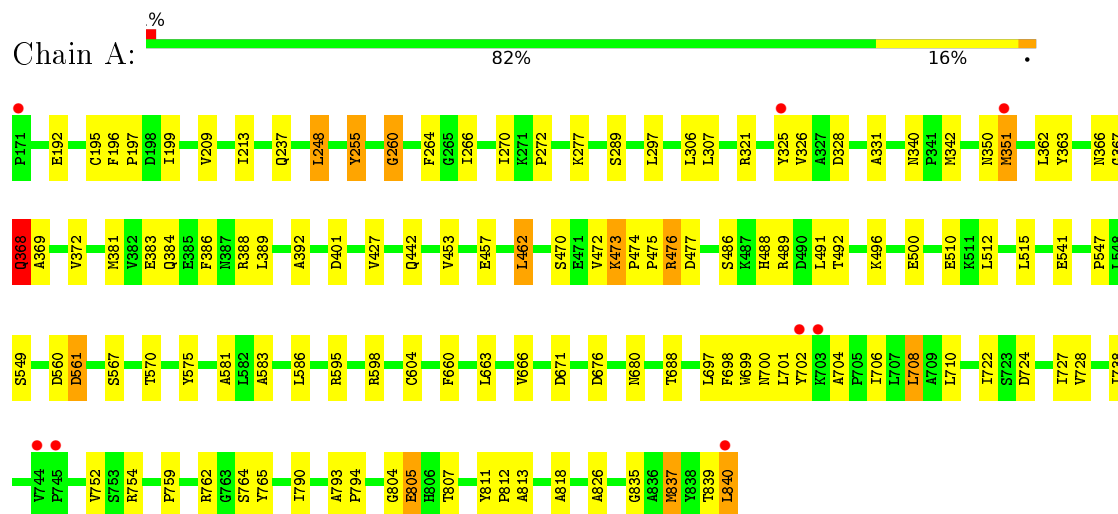 .%
Chain A:
82% 16% •
P171 E192 C195 F196 P197 D198 I199 V209 I213 Q237 L248 Y255 G260 F264 G265 I266 I270 K271 P272 K277 S289 L297 L306 L307 R321 Y325 V326 A327 D328 A331 N340 P341 M342 N350 M351 L362 Y363 N366
Q368 A369 V372 M381 V382 E383 Q384 E385 F386 N387 R388 L389 A392 D401 V427 Q442 V453 E457 L462 S470 E471 V472 K473 P474 P475 R476 D477 S486 K487 H488 R489 D490 L491 T492 K496 E500 E510 K511 L512 L515 E541 P547 L548
S549 D560 D561 S567 T570 Y575 A581 L582 A583 L586 R595 R598 C604 F660 L663 V666 D671 D676 N680 T688 L697 F698 W699 N700 L701 Y702 K703 A704 P705 I706 L707 L708 A709 L710 I722 S723 D724 I727 V728
V744 P745 V752 S753 R754 P759 R762 G763 S764 Y765 I790 A793 P794 G804 E805 H806 T807 Y811 P812 A813 A818 A826 G835 A836 M837 Y838 T839 L840